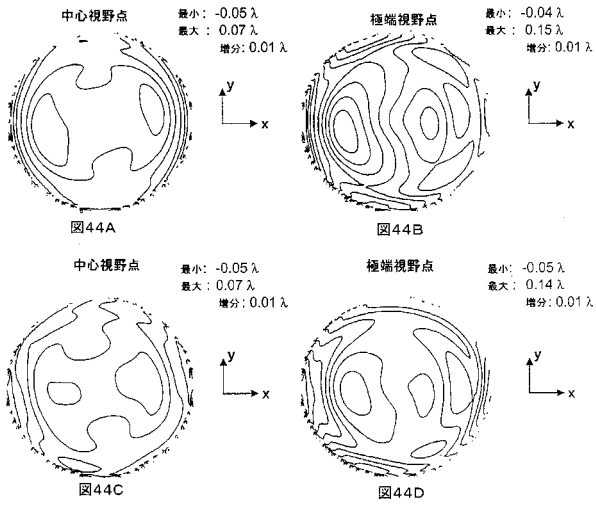 中心視野点
最小: -0.05 λ
最大: 0.07 λ
増分: 0.01 λ
y
x
図44A
極端視野点
最小: -0.04 λ
最大: 0.15 λ
増分: 0.01 λ
y
x
図44B
中心視野点
最小: -0.05 λ
最大: 0.07 λ
増分: 0.01 λ
y
x
図44C
極端視野点
最小: -0.05 λ
最大: 0.14 λ
増分: 0.01 λ
y
x
図44D